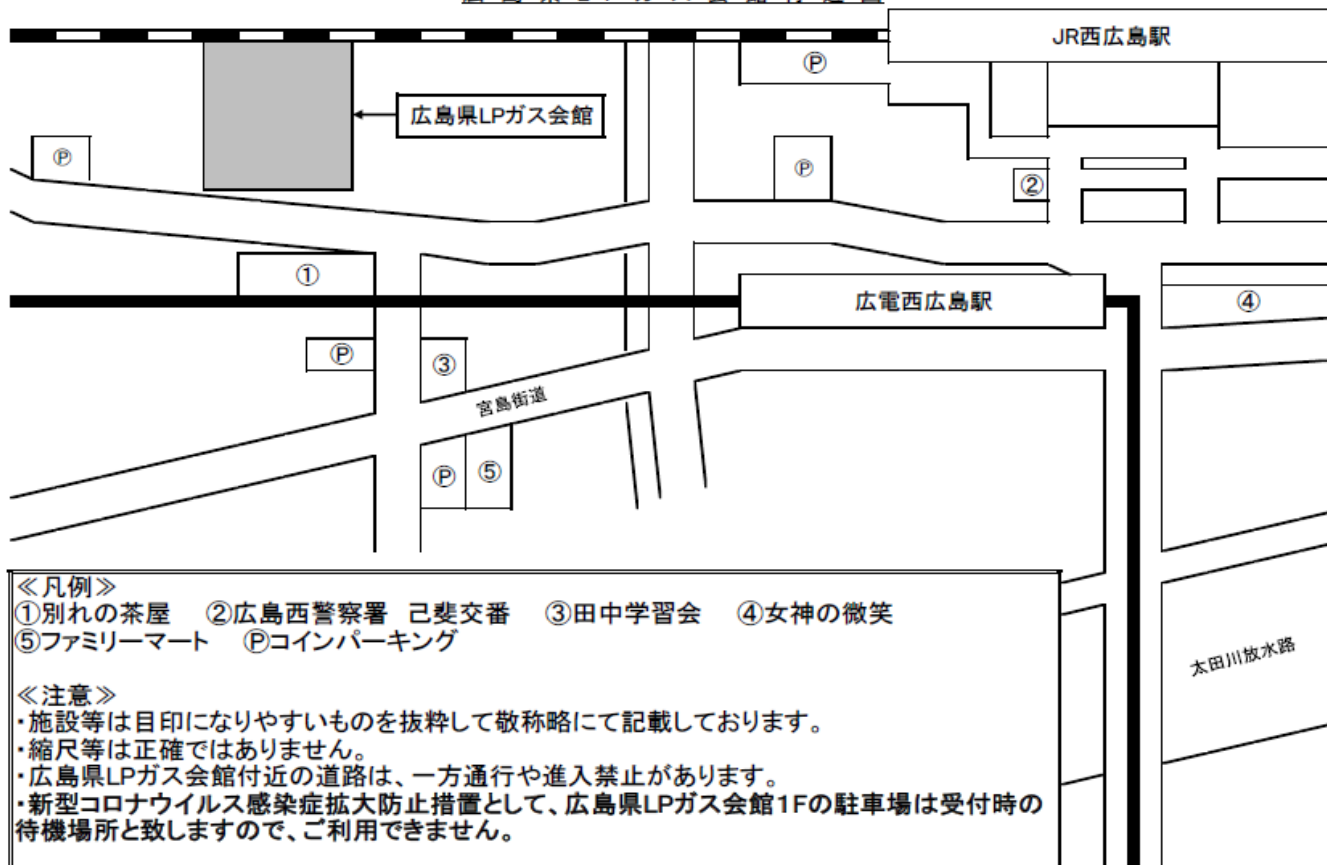 JR西広島駅
Ⓟ
広島県LPガス会館
Ⓟ
Ⓟ
②
①
広電西広島駅
④
Ⓟ
③
宮島街道
Ⓟ
⑤
≪凡例≫
①別れの茶屋 ②広島西警察署 己斐交番 ③田中学習会 ④女神の微笑
⑤ファミリーマート Ⓟコインパーキング
太田川放水路
≪注意≫
・施設等は目印になりやすいものを抜粋して敬称略にて記載しております。
・縮尺等は正確ではありません。
・広島県LPガス会館付近の道路は、一方通行や進入禁止があります。
・新型コロナウイルス感染症拡大防止措置として、広島県LPガス会館1Fの駐車場は受付時の
待機場所と致しますので、ご利用できません。